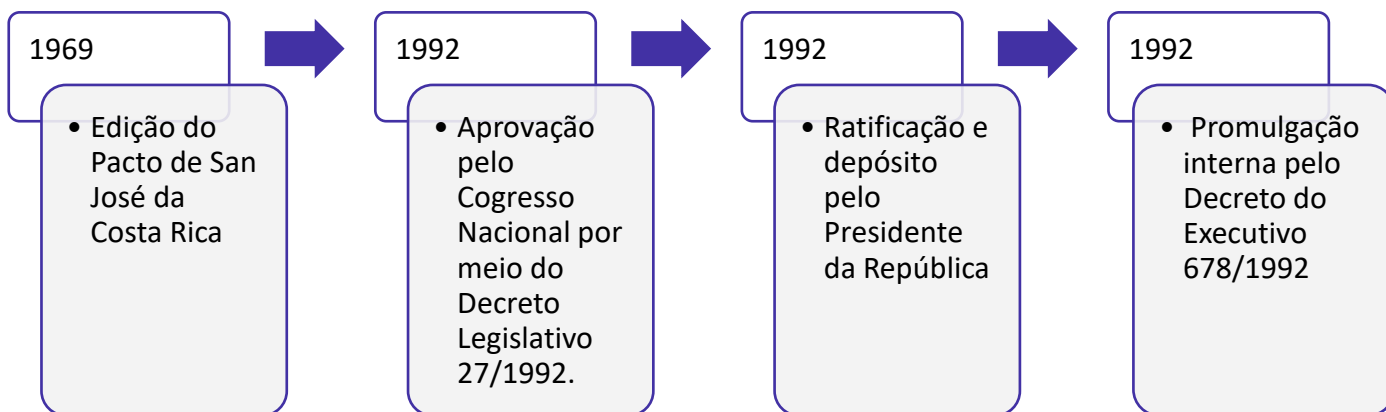 1969
• Edição do
Pacto de San
José da
Costa Rica
1992
• Aprovação
pelo
Cogresso
Nacional por
meio do
Decreto
Legislativo
27/1992.
1992
• Ratificação e
depósito
pelo
Presidente
da República
1992
• Promulgação
interna pelo
Decreto do
Executivo
678/1992